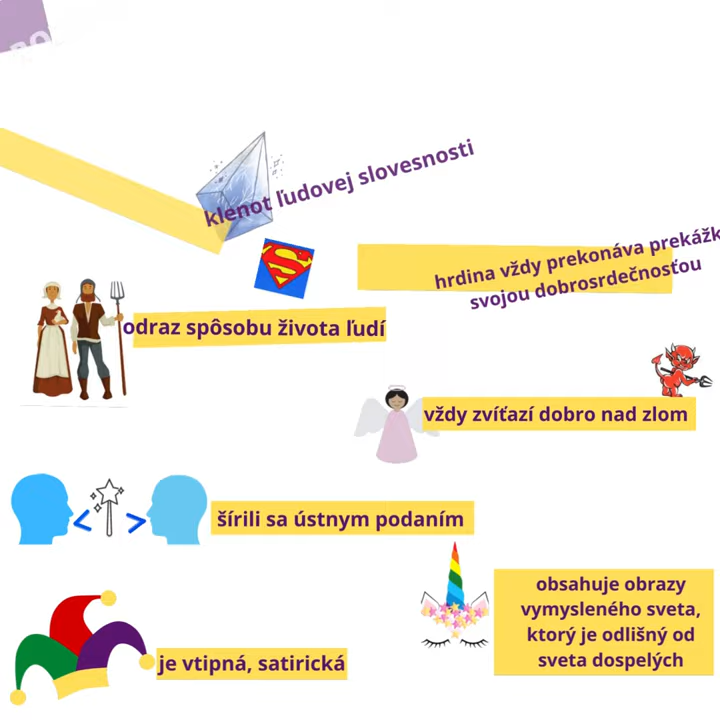 klenot ľudovej slovesnosti
hrdina vždy prekonáva
svojou dobrosrdečnosťou
odraz spôsobu života ľudí
vždy zvíťazí dobro nad zlom
šírili sa ústnym podaním
obsahuje obrazy
vymysleného sveta,
ktorý je odlišný od
sveta dospelých
je vtipná, satirická